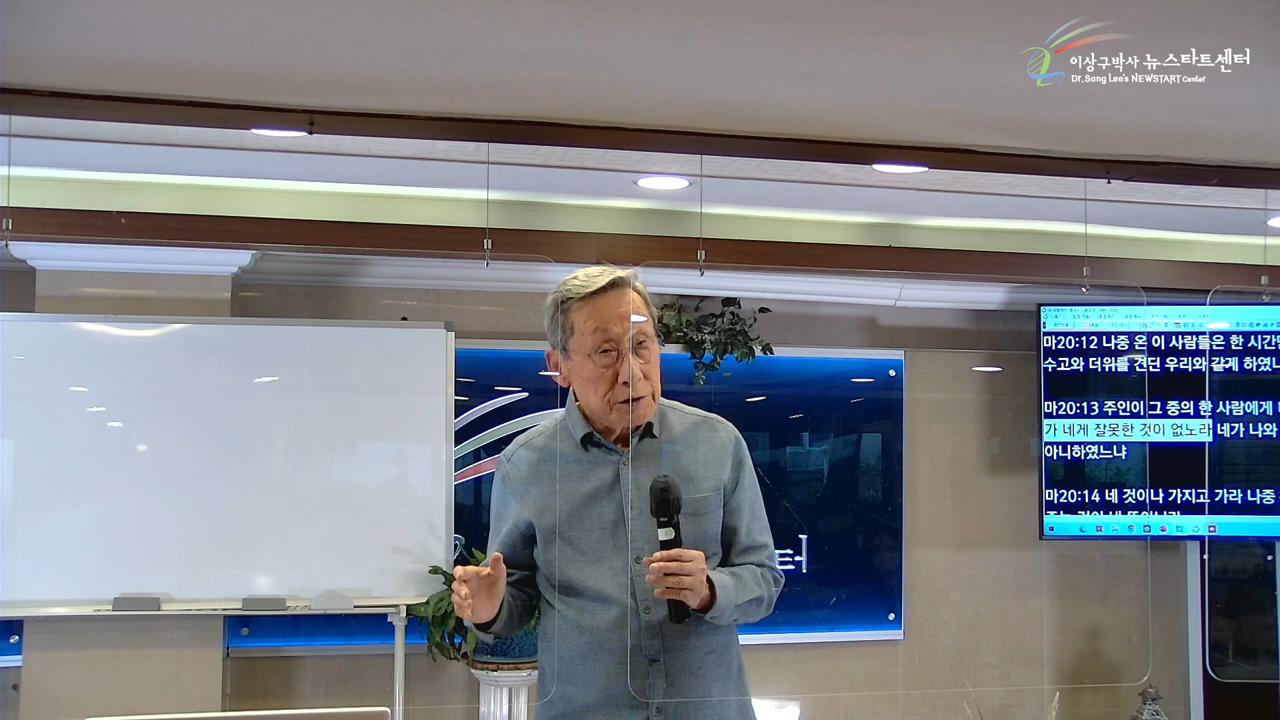 이상구박사 뉴스타트센터
Dr. Sang Lee's NEWSTART Center
마20:12 나중 온 이 사람들은 한 시간
수고와 더위를 견딘 우리와 같게 하였
마20:13 주인이 그 중의 한 사람에게
가 네게 잘못한 것이 없노라 네가 나와
아니하였느냐
마20:14 네 것이나 가지고 가라 나중
터